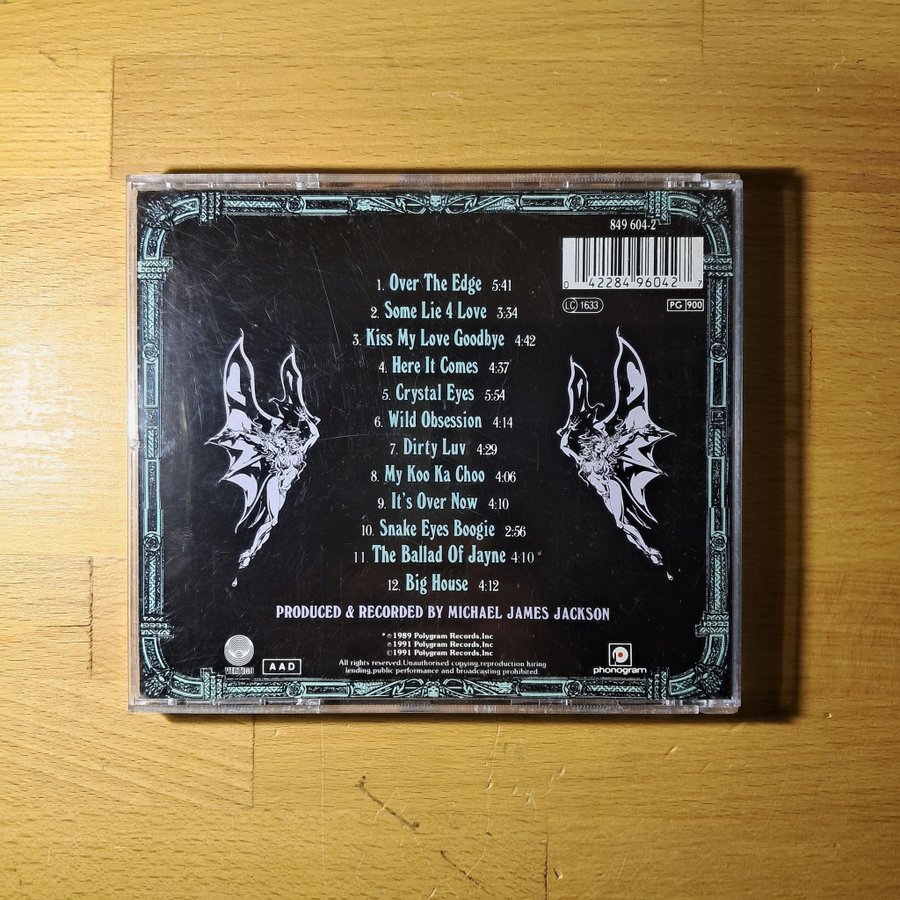 849 604-2
0 42284 96042 7
LC 1633
PG 900
1. Over The Edge 5:41
2. Some Lie 4 Love 3:34
3. Kiss My Love Goodbye 4:42
4. Here It Comes 4:37
5. Crystal Eyes 5:54
6. Wild Obsession 4:14
7. Dirty Luv 4:29
8. My Koo Ka Choo 4:06
9. It's Over Now 4:10
10. Snake Eyes Boogie 2:56
11. The Ballad Of Jayne 4:10 *
12. Big House 4:12
PRODUCED & RECORDED BY MICHAEL JAMES JACKSON
* ℗ 1989 Polygram Records,Inc
℗ 1991 Polygram Records,Inc
© 1991 Polygram Records,Inc
All rights reserved.Unauthorised copying,reproduction hiring
lending,public performance and broadcasting prohibited.
VERTIGO
AAD
phonogram